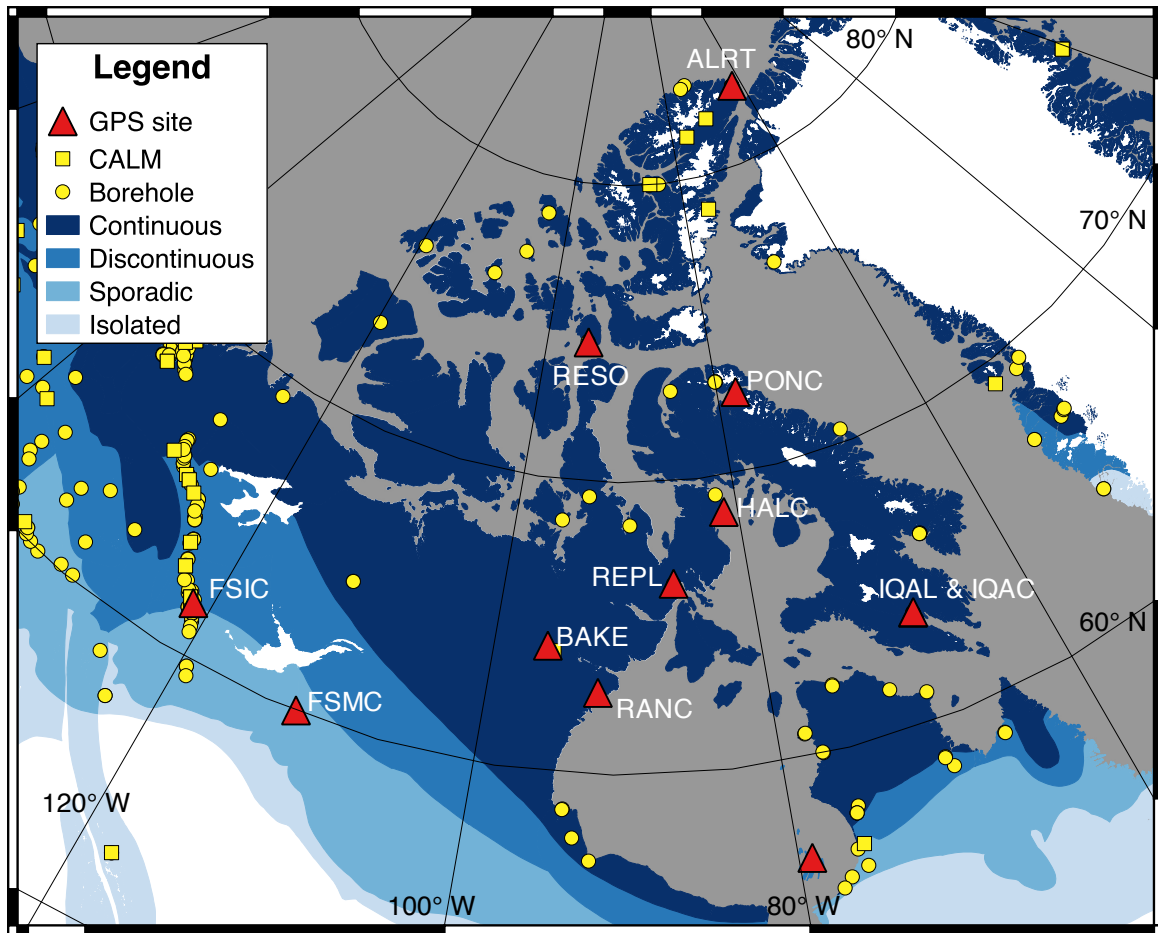 80° N
ALRT
Legend
GPS site
CALM
Borehole
Continuous
Discontinuous
Sporadic
Isolated
70° N
RESO
PONC
HALC
REPL
FSIC
IQAL & IQAC
60° N
BAKE
FSMC
RANC
120° W
100° W
80° W